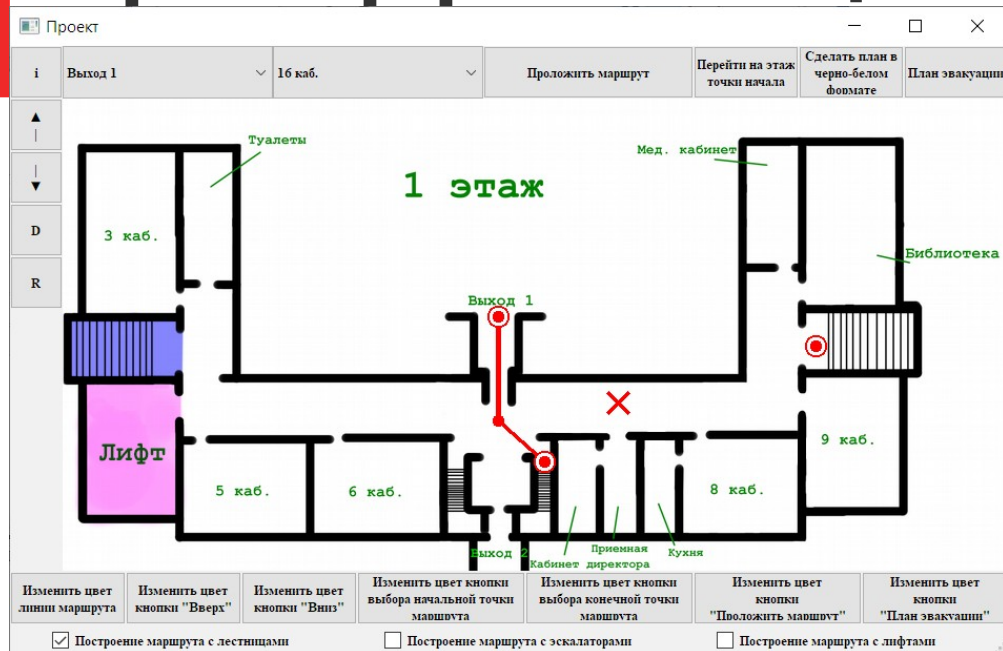 Проект
i
Выход 1
16 каб.
Проложить маршрут
Перейти на этаж
точки начала
Сделать план в
черно-белом
формате
План эвакуации
Туалеты
Мед. кабинет
1 этаж
3 каб.
D
Библиотека
R
Выход 1
Лифт
9 каб.
5 каб.
6 каб.
8 каб.
Выход 2
Приемная
Кухня
Кабинет директора
Изменить цвет
линии маршрута
Изменить цвет
кнопки "Вверх"
Изменить цвет
кнопки "Вниз"
Изменить цвет кнопки
выбора начальной точки
маршрута
Изменить цвет кнопки
выбора конечной точки
маршрута
Изменить цвет
кнопки
"Проложить маршрут"
Изменить цвет
кнопки
"План эвакуации"
Построение маршрута с лестницами
Построение маршрута с эскалаторами
Построение маршрута с лифтами